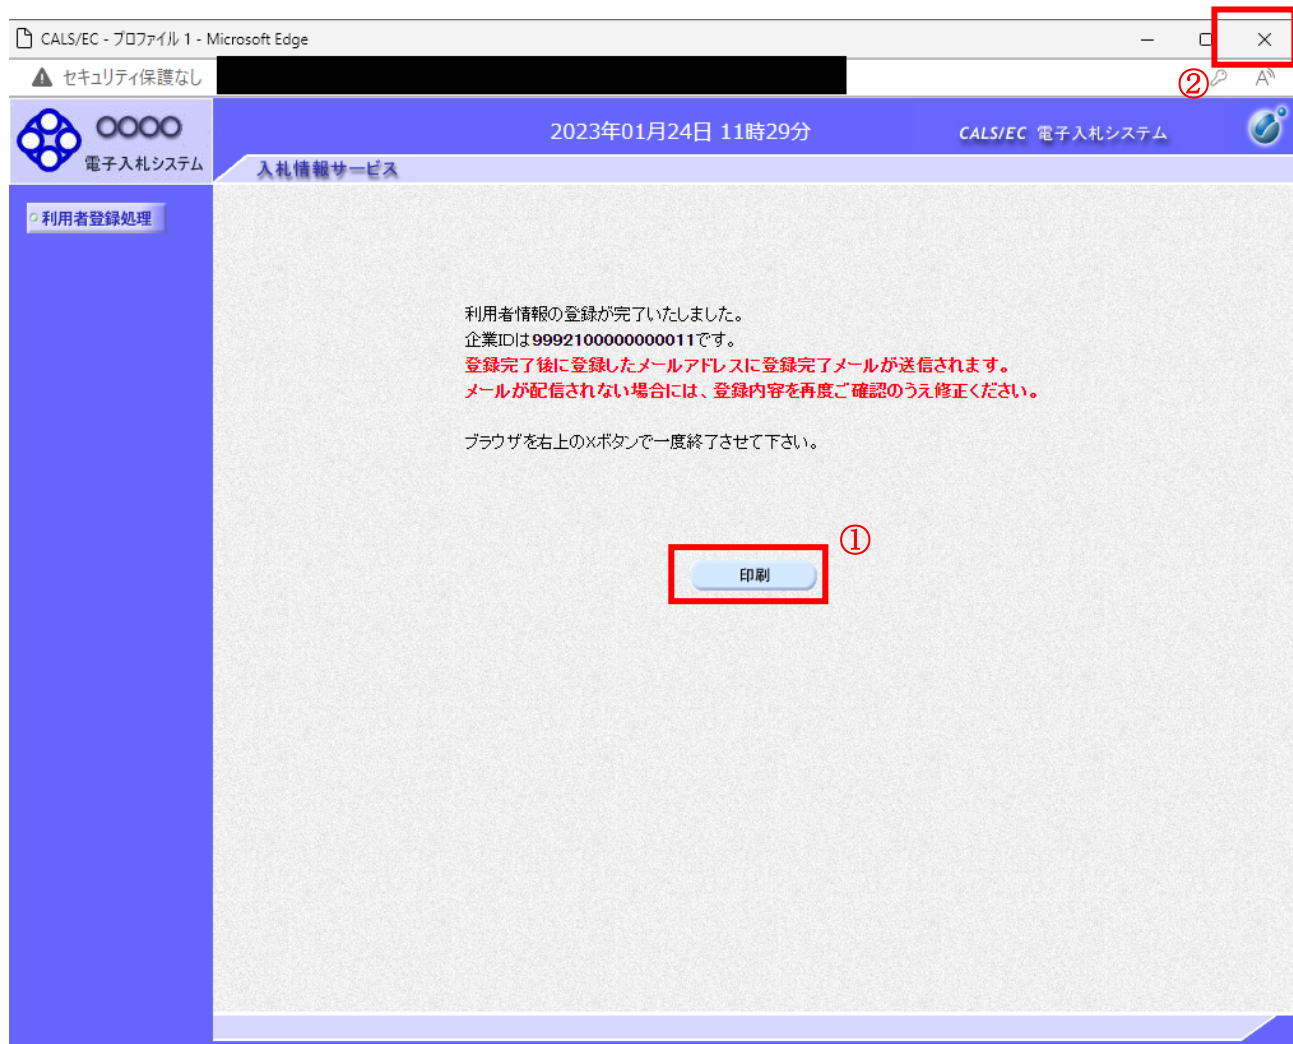 CALS/EC - プロファイル 1 - Microsoft Edge
セキュリティ保護なし
②
A
OOOO
電子入札システム
2023年01月24日 11時29分
CALS/EC 電子入札システム
入札情報サービス
利用者登録処理
利用者情報の登録が完了いたしました。
企業IDは9992100000000011です。
登録完了後に登録したメールアドレスに登録完了メールが送信されます。
メールが配信されない場合には、登録内容を再度ご確認のうえ修正ください。
ブラウザを右上の×ボタンで一度終了させて下さい。
①
印刷